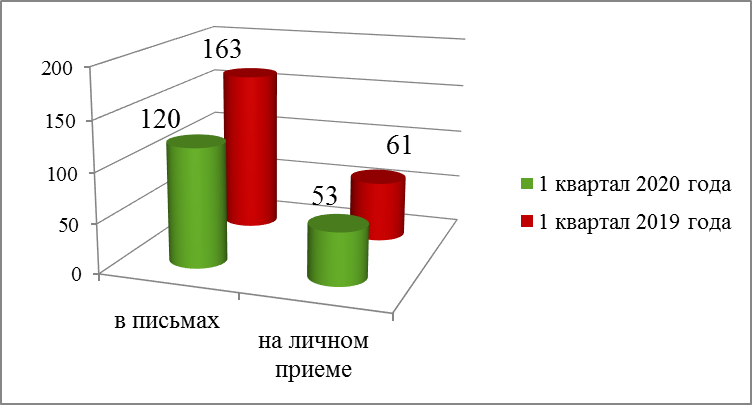 163
200
120
150
61
100
53
50
0
в письмах
на личном
приеме
1 квартал 2020 года
1 квартал 2019 года